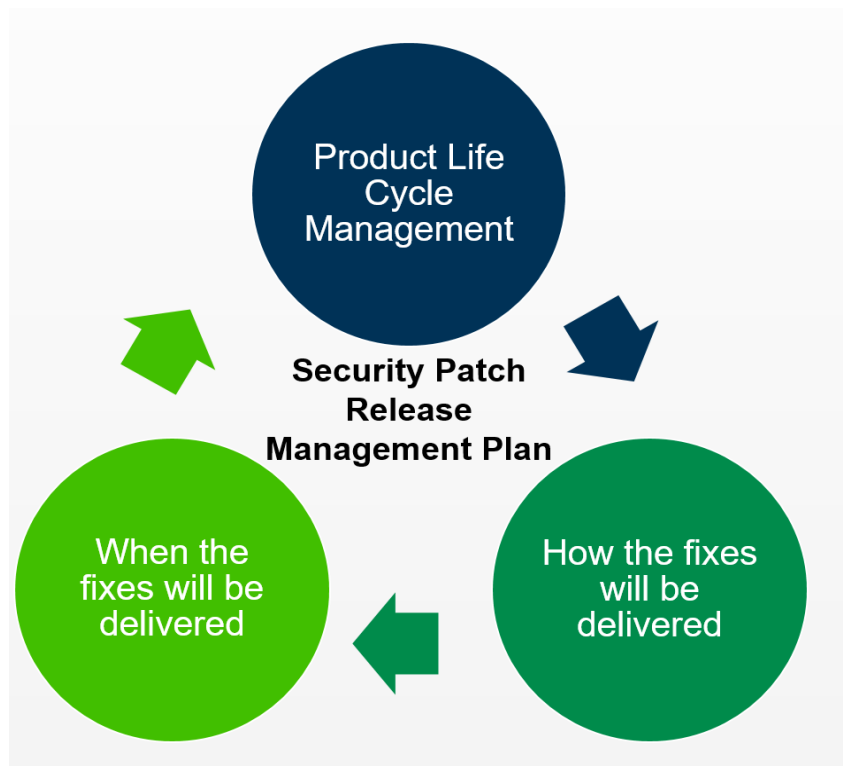 Product Life
Cycle
Management
Security Patch
Release
Management Plan
When the
fixes will be
delivered
How the fixes
will be
delivered